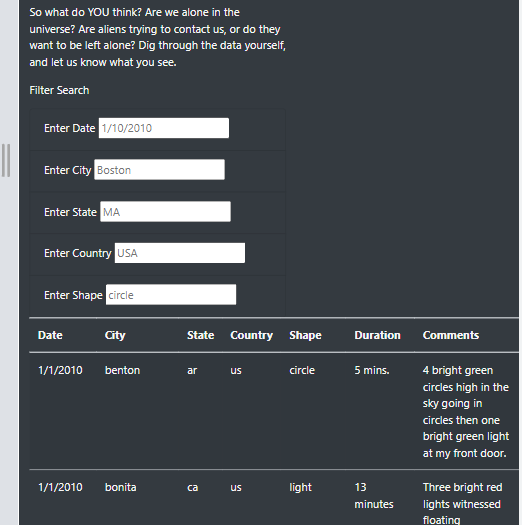 So what do YOU think? Are we alone in the
universe? Are aliens trying to contact us, or do they
want to be left alone? Dig through the data yourself,
and let us know what you see.
Filter Search
Enter Date 1/10/2010
Enter City Boston
Enter State MA
Enter Country USA
Enter Shape circle
Date City State Country Shape Duration Comments
1/1/2010 benton ar us circle 5 mins. 4 bright green
circles high in the
sky going in
circles then one
bright green light
at my front door.
1/1/2010 bonita ca us light 13 Three bright red
minutes lights witnessed
floating